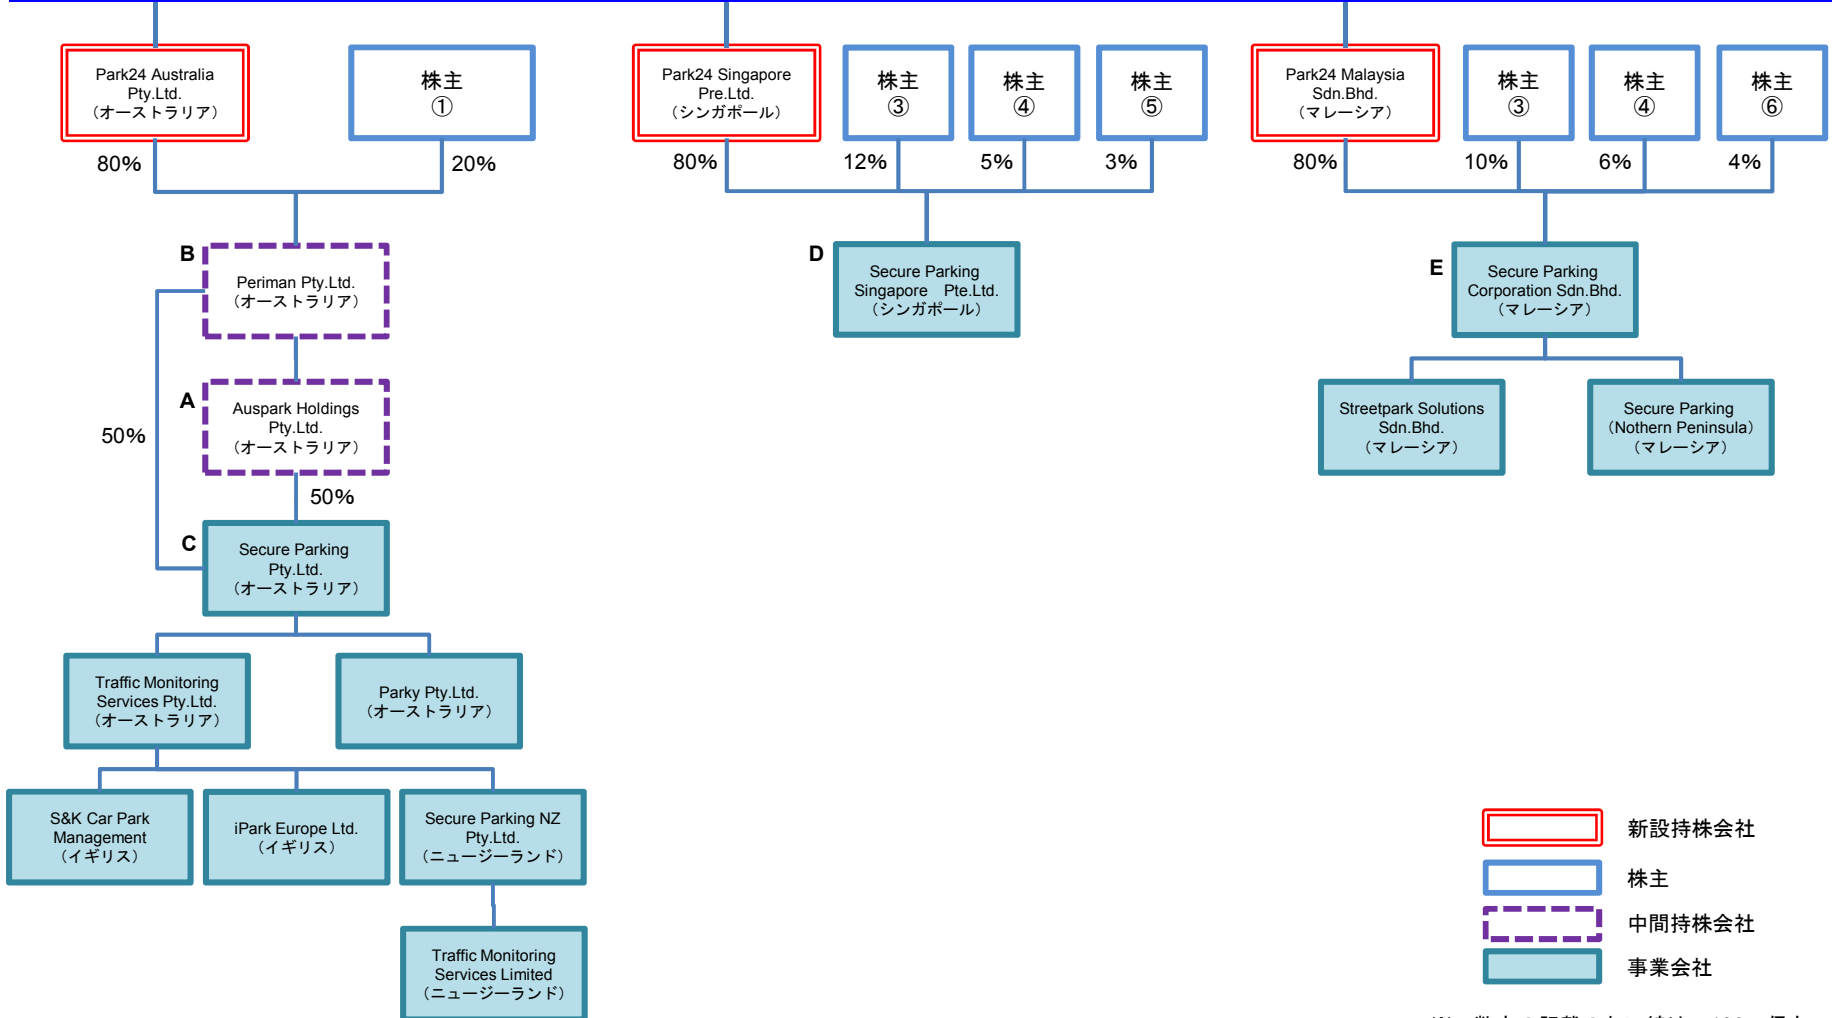 Park24 Australia
Pty.Ltd.
（オーストラリア）
株主
①
Park24 Singapore
Pre.Ltd.
（シンガポール）
株主
③
株主
④
株主
⑤
Park24 Malaysia
Sdn.Bhd.
（マレーシア）
株主
③
株主
④
株主
⑥
80%
20%
80%
12%
5%
3%
80%
10%
6%
4%
B
Periman Pty.Ltd.
（オーストラリア）
D
Secure Parking
Singapore　Pte.Ltd.
（シンガポール）
E
Secure Parking
Corporation Sdn.Bhd.
（マレーシア）
A
Auspark Holdings
Pty.Ltd.
（オーストラリア）
50%
50%
Streetpark Solutions
Sdn.Bhd.
（マレーシア）
Secure Parking
（Nothern Peninsula）
（マレーシア）
C
Secure Parking
Pty.Ltd.
（オーストラリア）
Traffic Monitoring
Services Pty.Ltd.
（オーストラリア）
Parky Pty.Ltd.
（オーストラリア）
S&K Car Park
Management
（イギリス）
iPark Europe Ltd.
（イギリス）
Secure Parking NZ
Pty.Ltd.
（ニュージーランド）
Traffic Monitoring
Services Limited
（ニュージーランド）
新設持株会社
株主
中間持株会社
事業会社